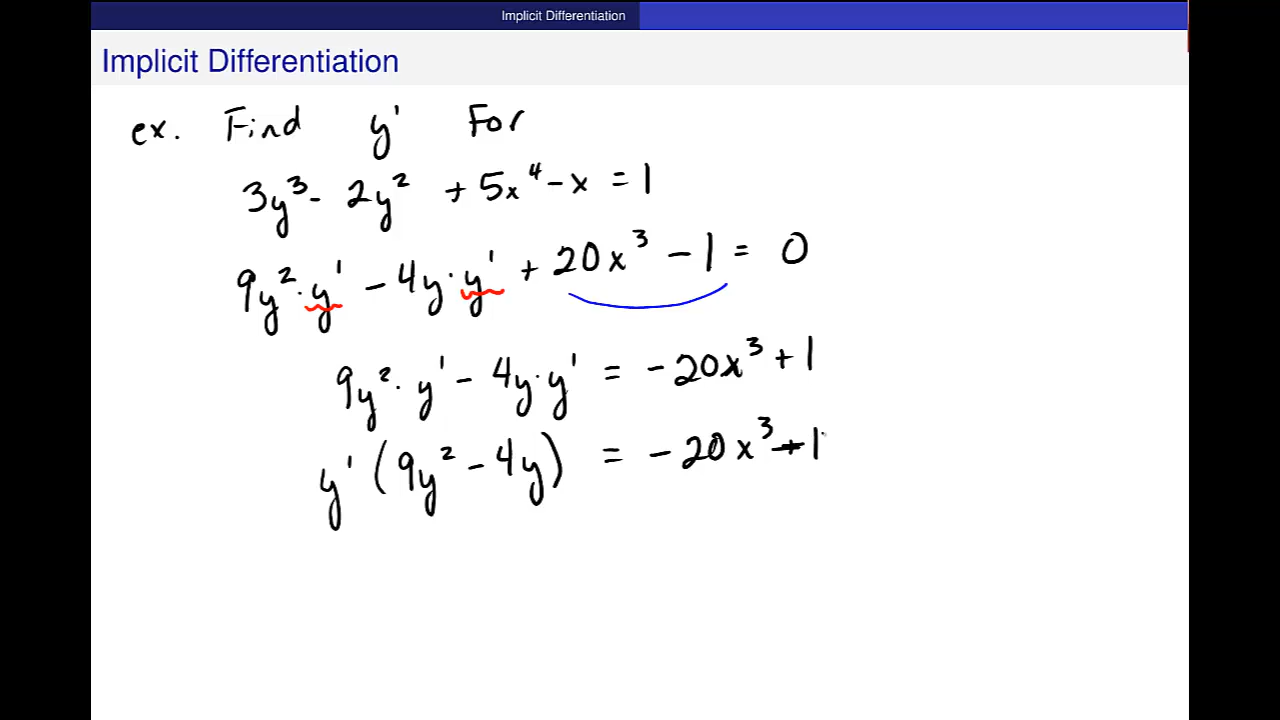 Implicit Differentiation
Implicit Differentiation
ex. Find y' For
3y³ - 2y² + 5x⁴ - x = 1
9y² · y' - 4y · y' + 20x³ - 1 = 0
9y² · y' - 4y · y' = -20x³ + 1
y' (9y² - 4y) = -20x³ + 1